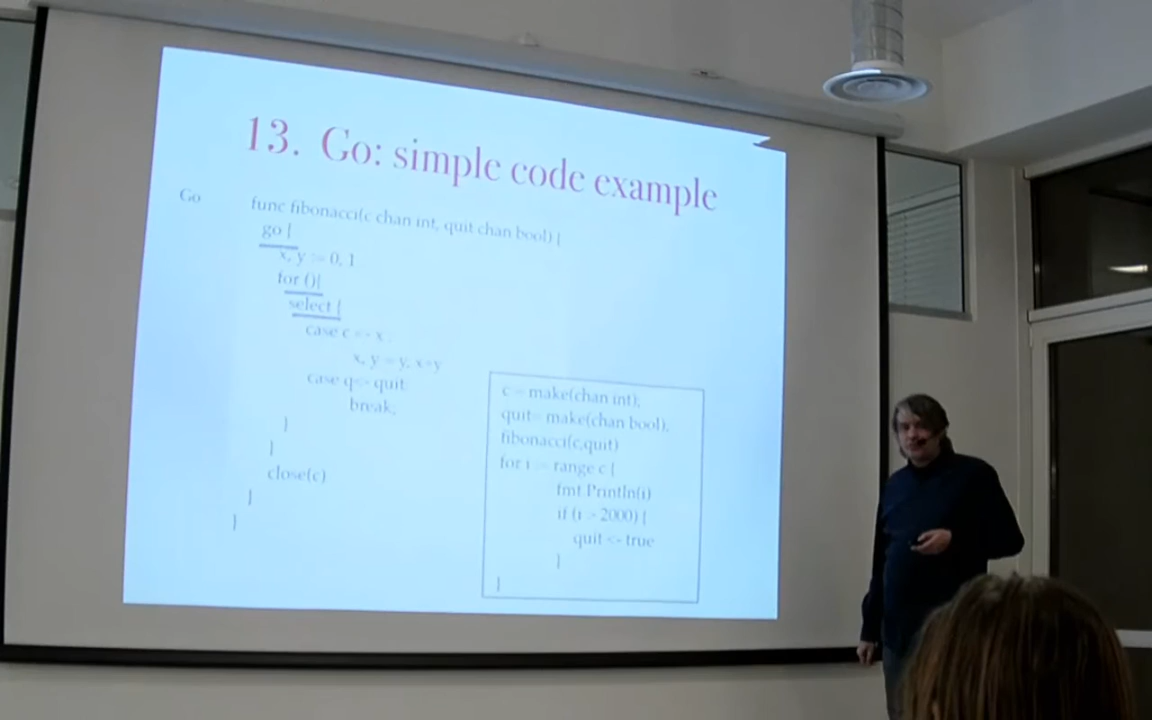 13. Go: simple code example
Go
func fibonacci(c chan int, quit chan bool) {
go {
x, y := 0, 1
for (){
select {
case c <- x
x, y = y, x+y
case q<- quit
break;
}
}
close(c)
}
}
c = make(chan int);
quit= make(chan bool);
fibonacci(c,quit)
for i := range c {
fmt.Println(i)
if (i > 2000) {
quit <- true
}
}